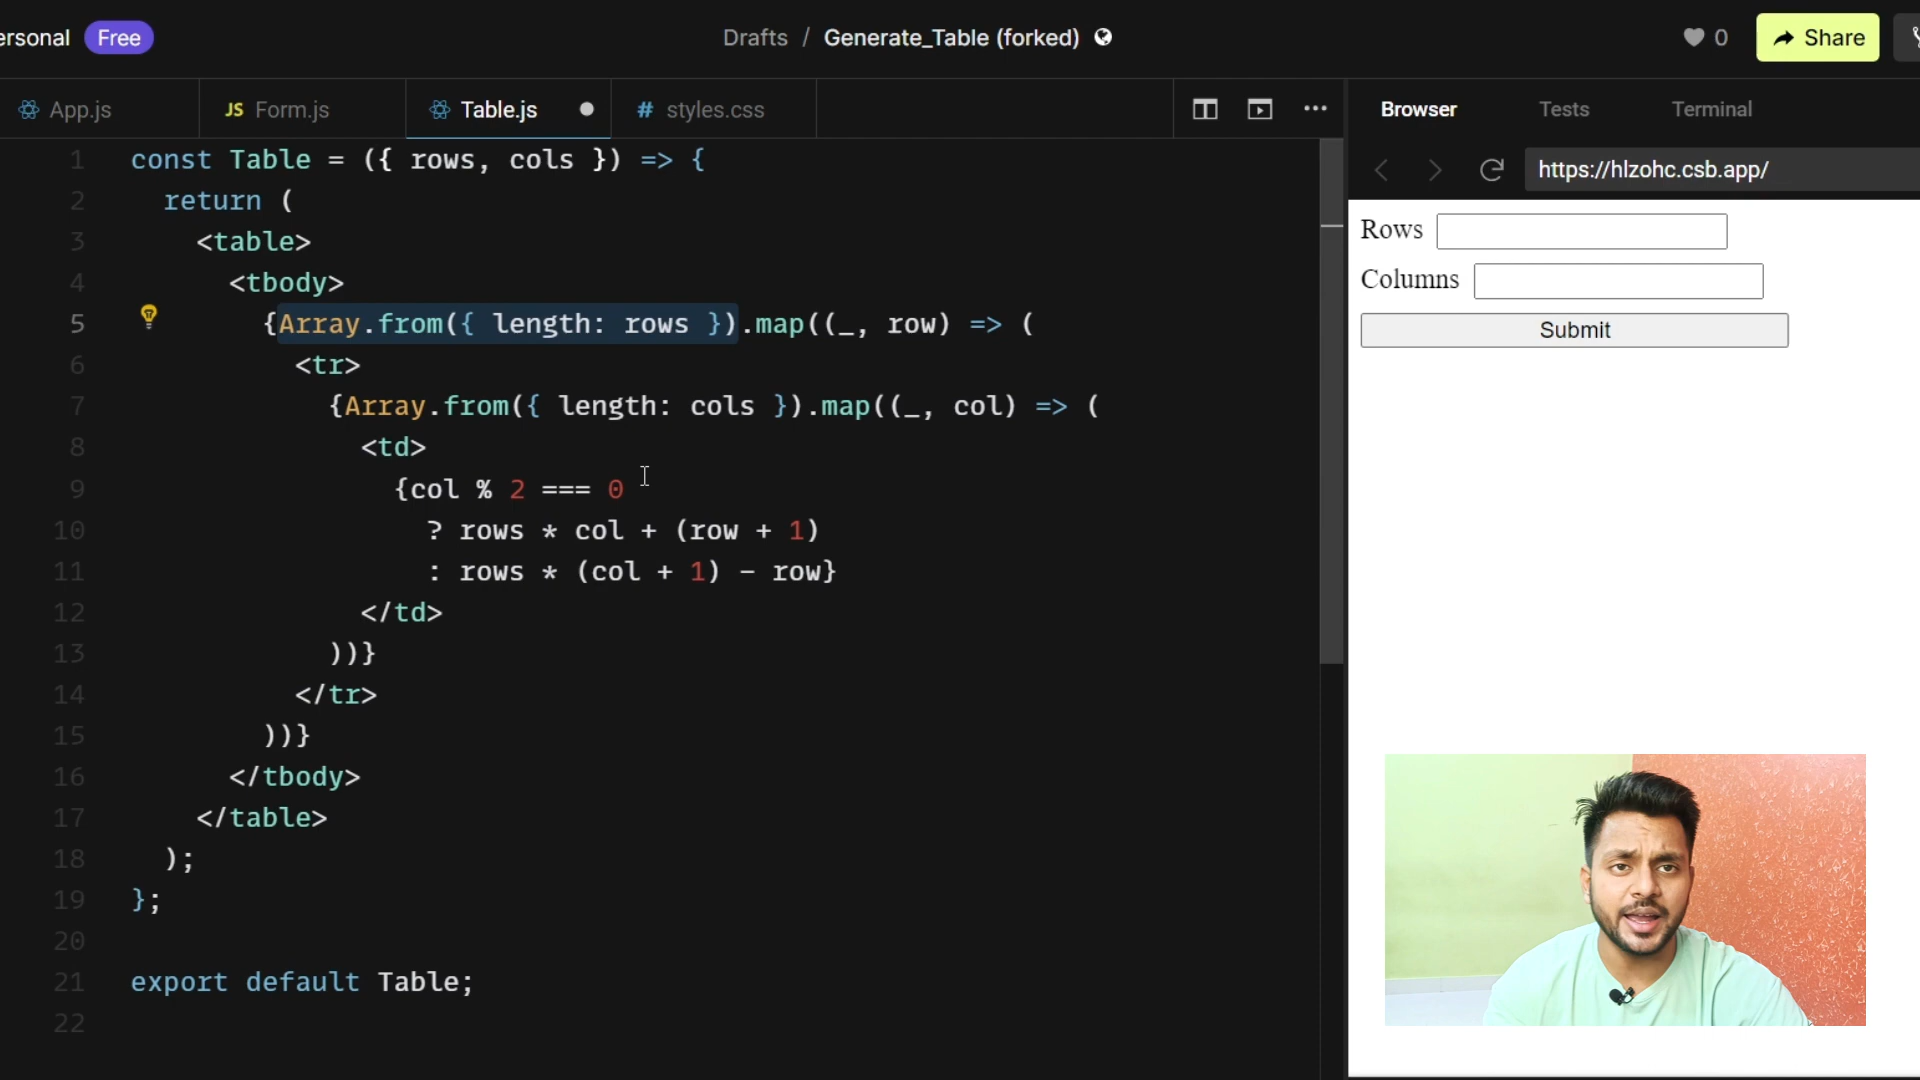 ersonal Free
Drafts / Generate_Table (forked)
0 Share
App.js
JS Form.js
Table.js
# styles.css
1 const Table = ({ rows, cols }) => {
2 return (
3 <table>
4 <tbody>
5 {Array.from({ length: rows }).map((_, row) => (
6 <tr>
7 {Array.from({ length: cols }).map((_, col) => (
8 <td>
9 {col % 2 === 0
10 ? rows * col + (row + 1)
11 : rows * (col + 1) - row}
12 </td>
13 ))}
14 </tr>
15 ))}
16 </tbody>
17 </table>
18 );
19 };
20
21 export default Table;
22
Browser Tests Terminal
https://hlzohc.csb.app/
Rows
Columns
Submit